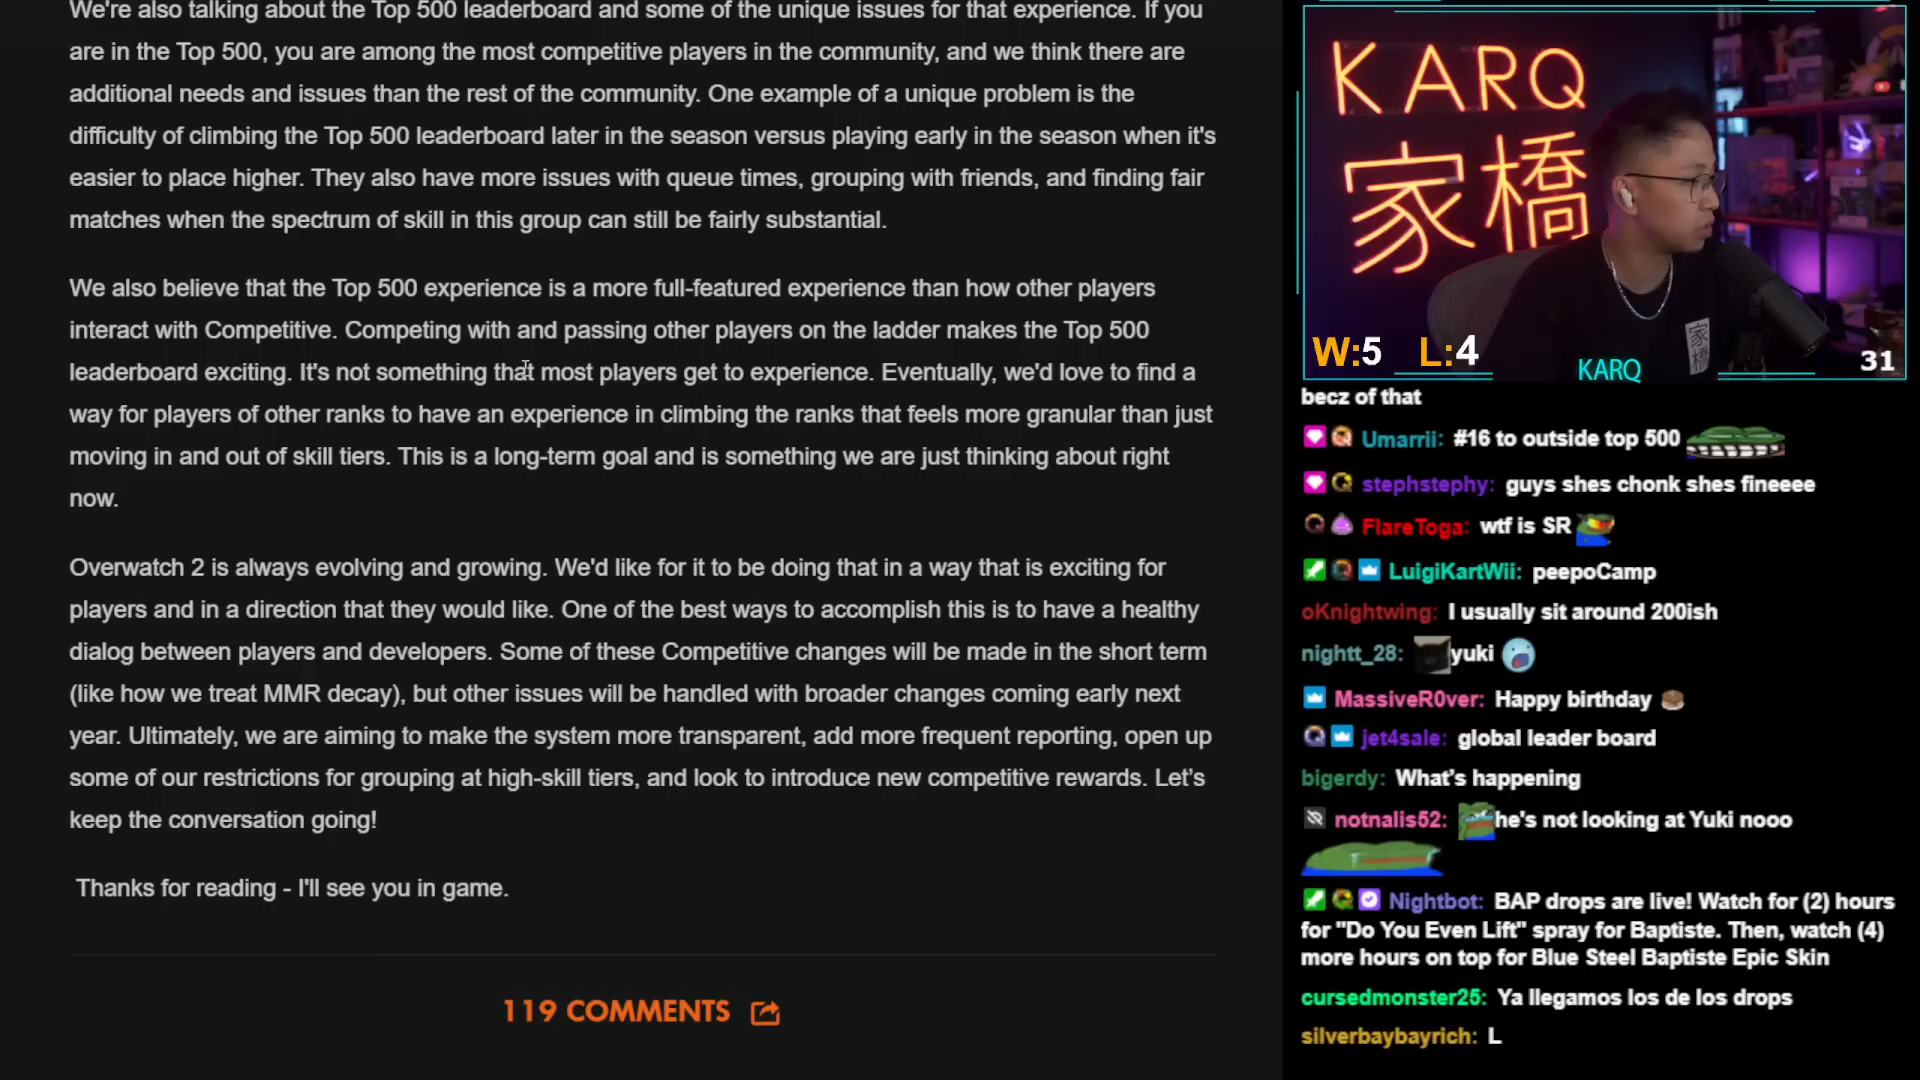 We're also talking about the Top 500 leaderboard and some of the unique issues for that experience. If you
are in the Top 500, you are among the most competitive players in the community, and we think there are
additional needs and issues than the rest of the community. One example of a unique problem is the
difficulty of climbing the Top 500 leaderboard later in the season versus playing early in the season when it's
easier to place higher. They also have more issues with queue times, grouping with friends, and finding fair
matches when the spectrum of skill in this group can still be fairly substantial.
We also believe that the Top 500 experience is a more full-featured experience than how other players
interact with Competitive. Competing with and passing other players on the ladder makes the Top 500
leaderboard exciting. It's not something that most players get to experience. Eventually, we'd love to find a
way for players of other ranks to have an experience in climbing the ranks that feels more granular than just
moving in and out of skill tiers. This is a long-term goal and is something we are just thinking about right
now.
Overwatch 2 is always evolving and growing. We'd like for it to be doing that in a way that is exciting for
players and in a direction that they would like. One of the best ways to accomplish this is to have a healthy
dialog between players and developers. Some of these Competitive changes will be made in the short term
(like how we treat MMR decay), but other issues will be handled with broader changes coming early next
year. Ultimately, we are aiming to make the system more transparent, add more frequent reporting, open up
some of our restrictions for grouping at high-skill tiers, and look to introduce new competitive rewards. Let's
keep the conversation going!
Thanks for reading - I'll see you in game.
119 COMMENTS
KARQ
家橋
家橋
W:5 L:4
KARQ
31
becz of that
Umarrii: #16 to outside top 500
stephstephy: guys shes chonk shes fineeee
FlareToga: wtf is SR
LuigiKartWii: peepoCamp
oKnightwing: I usually sit around 200ish
nightt_28: yuki
MassiveR0ver: Happy birthday
jet4sale: global leader board
bigerdy: What's happening
notnalis52: he's not looking at Yuki nooo
Nightbot: BAP drops are live! Watch for (2) hours
for "Do You Even Lift" spray for Baptiste. Then, watch (4)
more hours on top for Blue Steel Baptiste Epic Skin
cursedmonster25: Ya llegamos los de los drops
silverbaybayrich: L